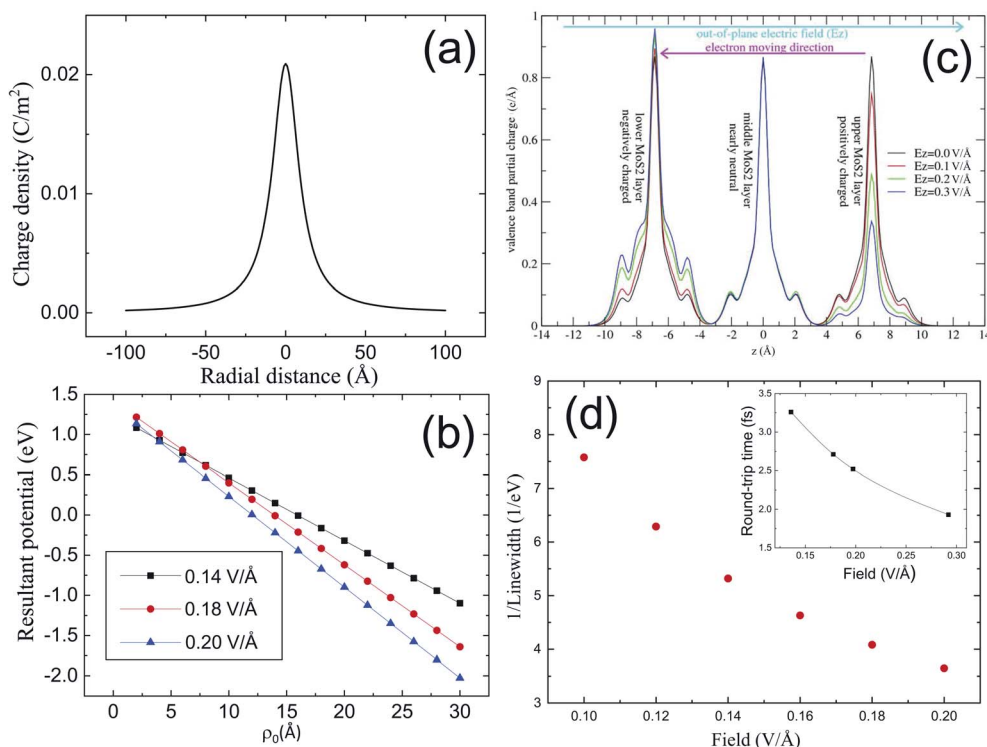 (a)
Charge density (C/m²)
0.02
0.01
0.00
-100
-50
0
50
100
Radial distance (Å)
(c)
out-of-plane electric field (Ez)
electron moving direction
valence band partial charge (e/Å)
1
0.8
0.6
0.4
0.2
0
lower MoS2 layer
negatively charged
middle MoS2 layer
nearly neutral
upper MoS2 layer
positively charged
Ez=0.0 V/Å
Ez=0.1 V/Å
Ez=0.2 V/Å
Ez=0.3 V/Å
-14
-12
-10
-8
-6
-4
-2
0
2
4
6
8
10
12
14
z (Å)
(b)
Resultant potential (eV)
1.5
1.0
0.5
0.0
-0.5
-1.0
-1.5
-2.0
0.14 V/Å
0.18 V/Å
0.20 V/Å
0
5
10
15
20
25
30
ρ₀(Å)
(d)
1/Linewidth (1/eV)
9
8
7
6
5
4
3
0.10
0.12
0.14
0.16
0.18
0.20
Field (V/Å)
Round-trip time (fs)
3.5
3.0
2.5
2.0
1.5
0.15
0.20
0.25
0.30
Field (V/Å)